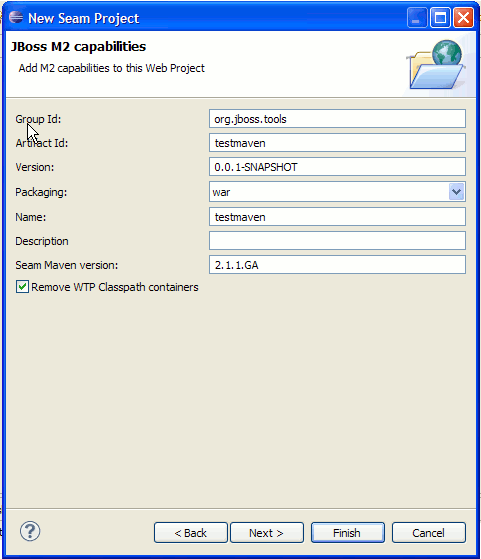 New Seam Project
JBoss M2 capabilities
Add M2 capabilities to this Web Project
Group Id: org.jboss.tools
Artifact Id: testmaven
Version: 0.0.1-SNAPSHOT
Packaging: war
Name: testmaven
Description
Seam Maven version: 2.1.1.GA
Remove WTP Classpath containers
? < Back Next > Finish Cancel